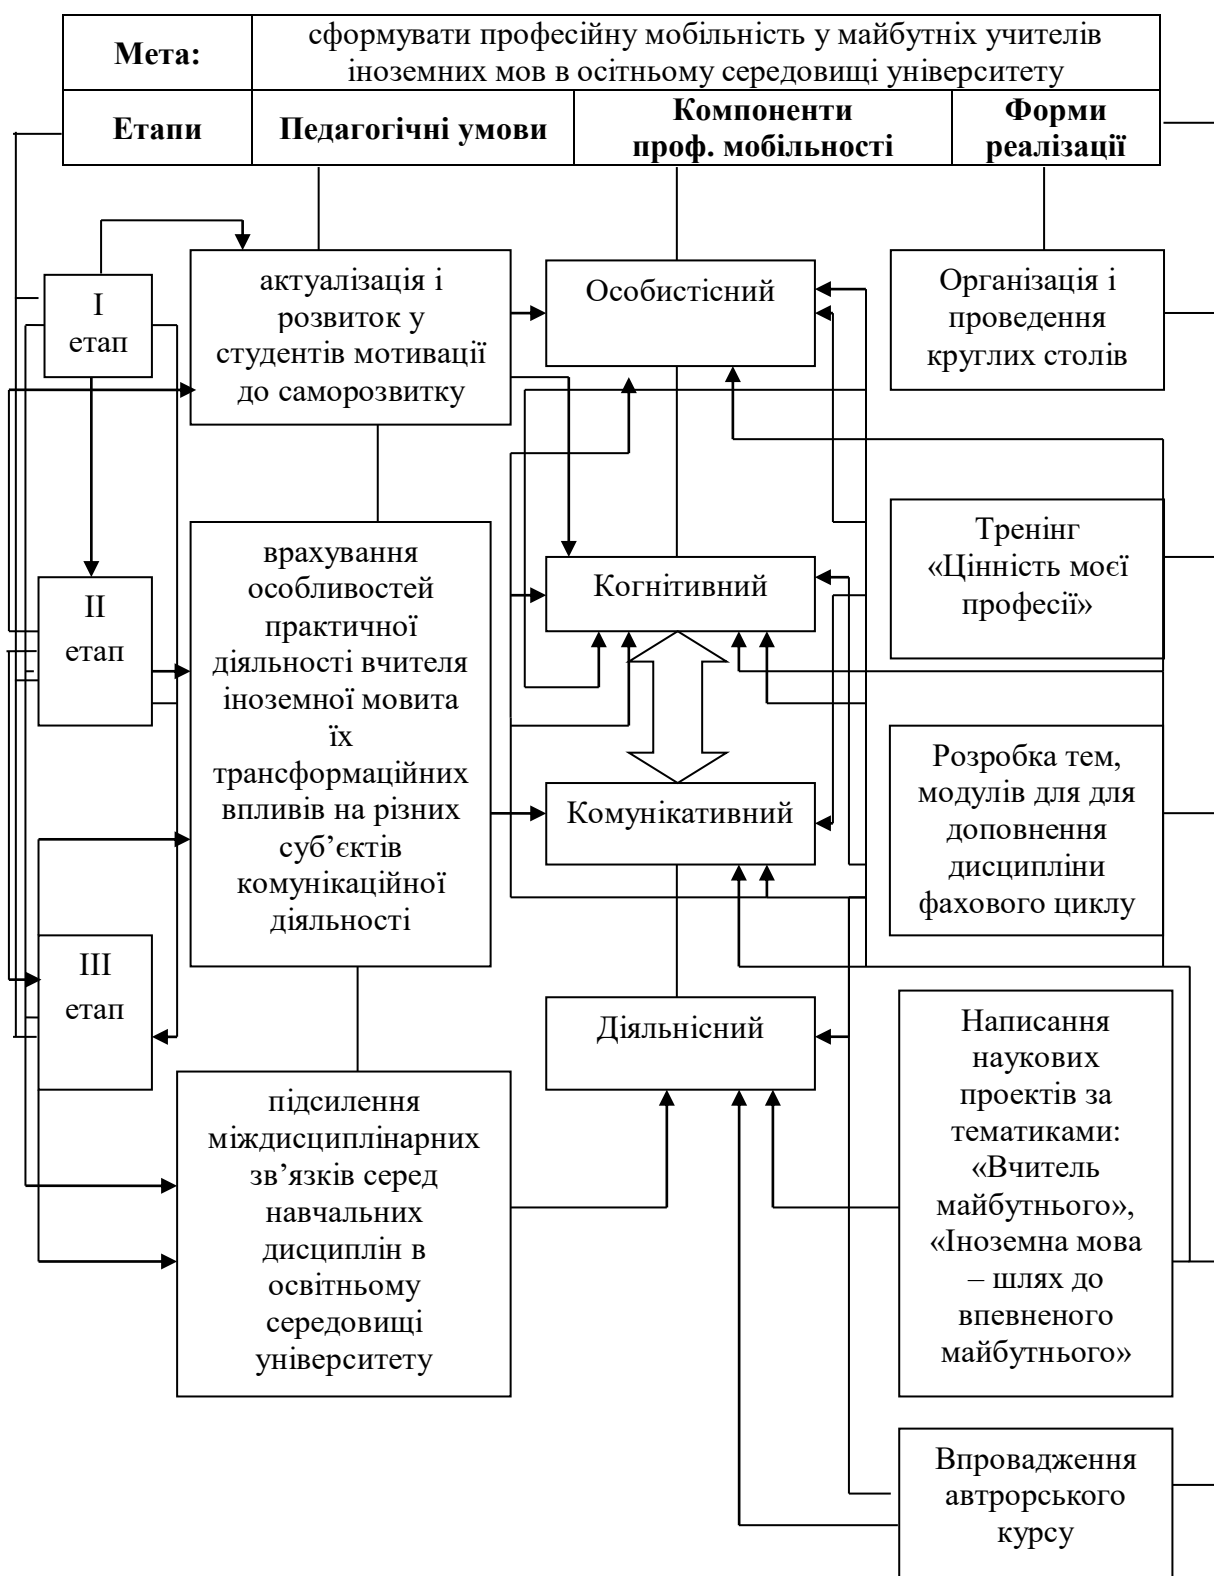 Мета:
сформувати професійну мобільність у майбутніх учителів
іноземних мов в осітньому середовищі університету
Етапи
Педагогічні умови
Компоненти
проф. мобільності
Форми
реалізації
І
етап
ІІ
етап
ІІІ
етап
актуалізація і
розвиток у
студентів мотивації
до саморозвитку
врахування
особливостей
практичної
діяльності вчителя
іноземної мовита
їх
трансформаційних
впливів на різних
суб’єктів
комунікаційної
діяльності
підсилення
міждисциплінарних
зв’язків серед
навчальних
дисциплін в
освітньому
середовищі
університету
Особистісний
Когнітивний
Комунікативний
Діяльнісний
Організація і
проведення
круглих столів
Тренінг
«Цінність моєї
професії»
Розробка тем,
модулів для для
доповнення
дисципліни
фахового циклу
Написання
наукових
проектів за
тематиками:
«Вчитель
майбутнього»,
«Іноземна мова
– шлях до
впевненого
майбутнього»
Впровадження
автрорського
курсу